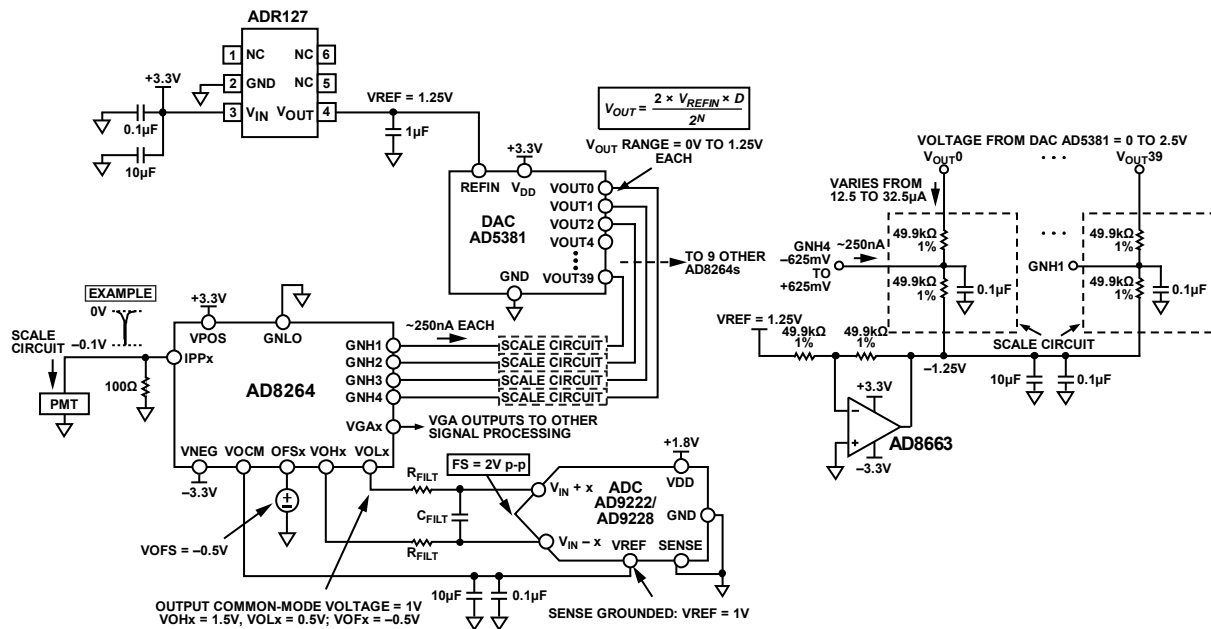 ADR127
1 NC
NC 6
2 GND
NC 5
3 VIN
VOUT 4
+3.3V
0.1µF
10µF
VREF = 1.25V
1µF
VOUT = 2 × VREFIN × D
2N
VOUT RANGE = 0V TO 1.25V
EACH
+3.3V
REFIN
VDD
VOUT0
VOUT1
VOUT2
VOUT4
VOUT39
DAC
AD5381
GND
TO 9 OTHER
AD8264s
EXAMPLE
0V
–0.1V
SCALE
CIRCUIT
PMT
100Ω
+3.3V
VPOS
GNLO
IPPx
AD8264
~250nA EACH
GNH1
SCALE CIRCUIT
GNH2
SCALE CIRCUIT
GNH3
SCALE CIRCUIT
GNH4
SCALE CIRCUIT
VGAx
VGA OUTPUTS TO OTHER
SIGNAL PROCESSING
VNEG
VOCM
OFSx
VOHx
VOLx
–3.3V
VOFS = –0.5V
RFILT
CFILT
RFILT
FS = 2V p-p
+1.8V
VDD
VIN + x
ADC
AD9222/
AD9228
GND
VIN – x
VREF
SENSE
10µF
0.1µF
OUTPUT COMMON-MODE VOLTAGE = 1V
VOHx = 1.5V, VOLx = 0.5V; VOFx = –0.5V
SENSE GROUNDED: VREF = 1V
VOLTAGE FROM DAC AD5381 = 0 TO 2.5V
VOUT0
VOUT39
VARIES FROM
12.5 TO 32.5µA
49.9kΩ
1%
49.9kΩ
1%
GNH4
–625mV
TO
+625mV
~250nA
GNH1
49.9kΩ
1%
0.1µF
49.9kΩ
1%
0.1µF
VREF = 1.25V
49.9kΩ
1%
49.9kΩ
1%
SCALE CIRCUIT
–1.25V
10µF
0.1µF
+3.3V
AD8663
–3.3V